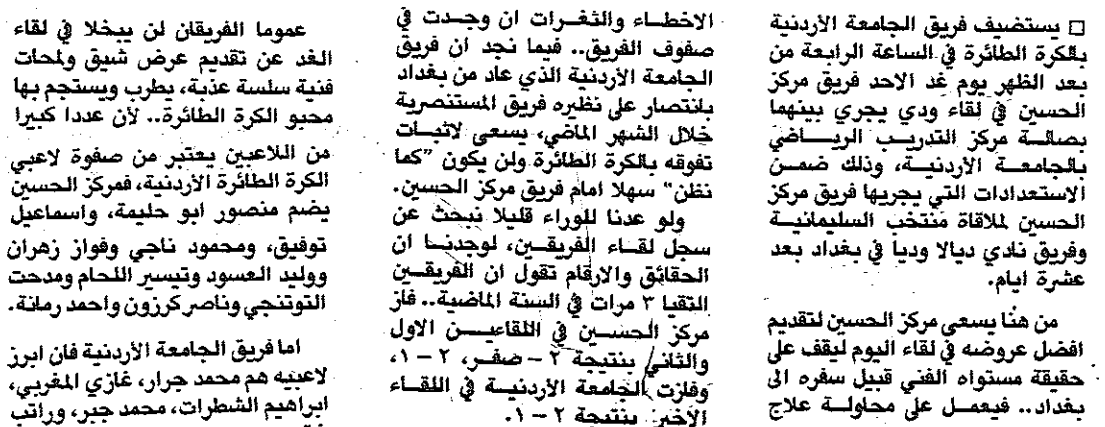 □ يستضيف فريق الجامعة الأردنية
بالكرة الطائرة في الساعة الرابعة من
بعد الظهر يوم غد الاحد فريق مركز
الحسين في لقاء ودي يجري بينهما
بصالة مركز التدريب الرياضي
بالجامعة الأردنية، وذلك ضمن
الاستعدادات التي يجريها فريق مركز
الحسين لملاقاة منتخب السليمانية
وفريق نادي ديالا ودياً في بغداد بعد
عشرة ايام.
من هنا يسعى مركز الحسين لتقديم
افضل عروضه في لقاء اليوم ليقف على
حقيقة مستواه الفني قبيل سفره الى
بغداد.. فيعمل على محاولة علاج
الاخطاء والثغرات ان وجدت في
صفوف الفريق.. فيما نجد ان فريق
الجامعة الأردنية الذي عاد من بغداد
بانتصار على نظيره فريق المستنصرية
خلال الشهر الماضي، يسعى لاثبات
تفوقه بالكرة الطائرة ولن يكون "كما
نظن" سهلا امام فريق مركز الحسين.
ولو عدنا للوراء قليلا نبحث عن
سجل لقاء الفريقين، لوجدنا ان
الحقائق والارقام تقول ان الفريقين
التقيا ٣ مرات في السنة الماضية.. فاز
مركز الحسين في اللقاءين الاول
والثاني بنتيجة ٢ - صفر، ٢ - ١،
وفازت الجامعة الأردنية في اللقاء
الأخير بنتيجة ٢ - ١.
عموما الفريقان لن يبخلا في لقاء
الغد عن تقديم عرض شيق ولمحات
فنية سلسة عذبة، يطرب ويستجم بها
محبو الكرة الطائرة.. لأن عددا كبيرا
من اللاعبين يعتبر من صفوة لاعبي
الكرة الطائرة الأردنية، فمركز الحسين
يضم منصور ابو حليمة، واسماعيل
توفيق، ومحمود ناجي وفواز زهران
ووليد العسود وتيسير اللحام ومدحت
التوتنجي وناصر كرزون واحمد رمانة.
اما فريق الجامعة الأردنية فان ابرز
لاعبيه هم محمد جرار، غازي المغربي،
ابراهيم الشطرات، محمد جبر، وراتب